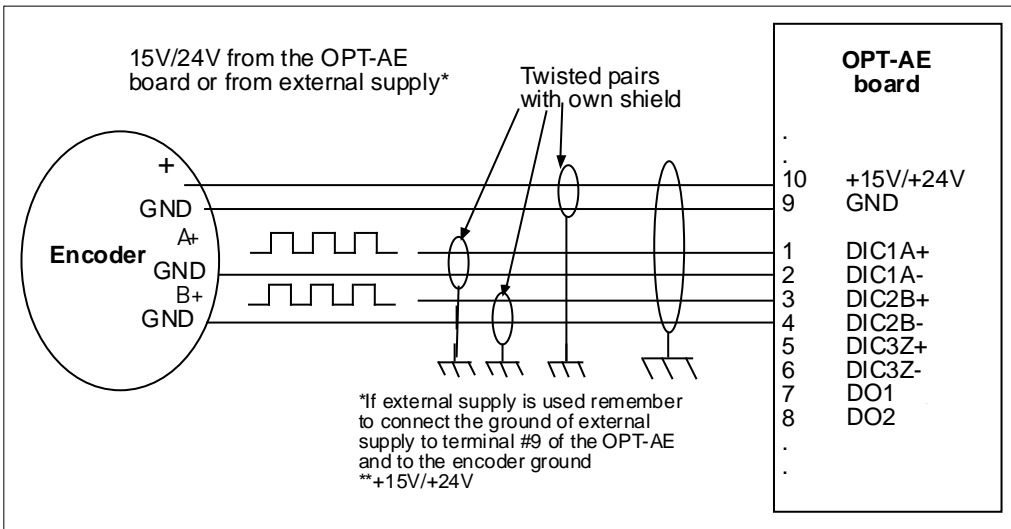 15V/24V from the OPT-AE
board or from external supply*
Twisted pairs
with own shield
OPT-AE
board
.
.
+
10 +15V/+24V
GND
9 GND
Encoder
A+
1 DIC1A+
GND
2 DIC1A-
B+
3 DIC2B+
GND
4 DIC2B-
5 DIC3Z+
6 DIC3Z-
7 DO1
8 DO2
.
.
*If external supply is used remember
to connect the ground of external
supply to terminal #9 of the OPT-AE
and to the encoder ground
**+15V/+24V